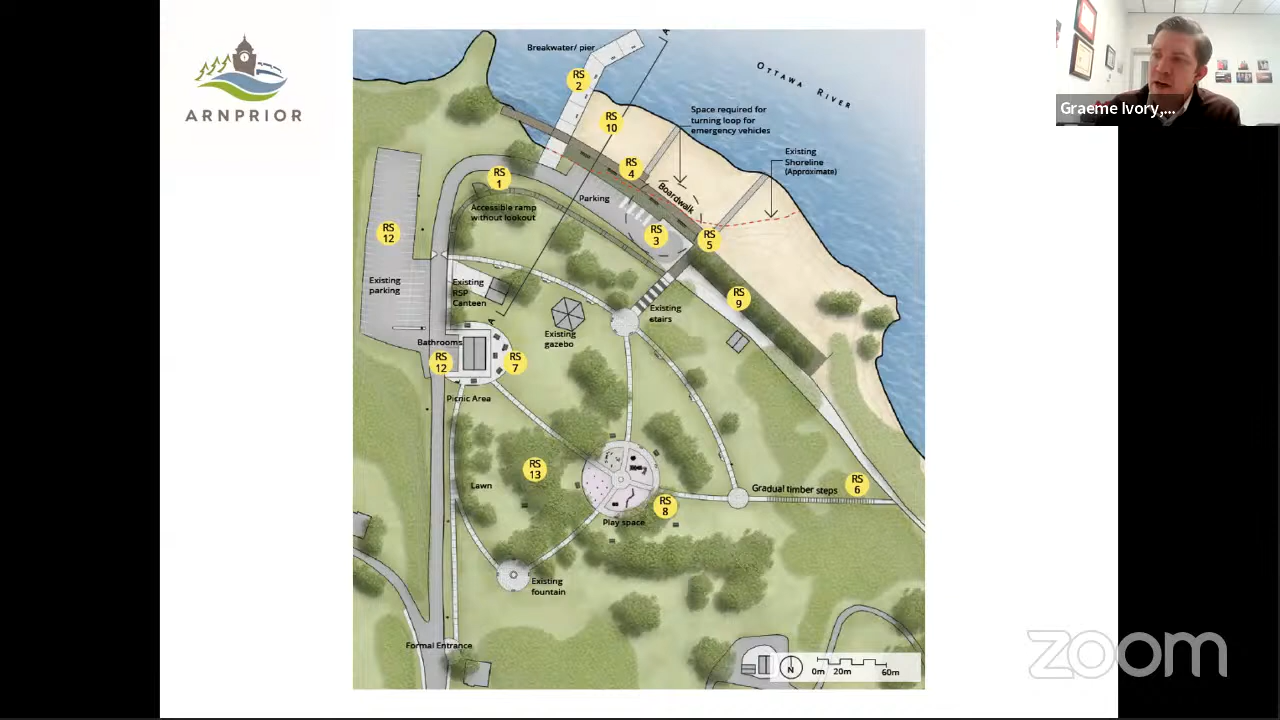 ARNPRIOR
Graeme Ivory,...
Breakwater/ pier
A
OTTAWA RIVER
RS
2
RS
10
Space required for
turning loop for
emergency vehicles
Existing
Shoreline
(Approximate)
RS
4
RS
1
Boardwalk
Parking
Accessible ramp
without lookout
RS
12
RS
3
RS
5
Existing
parking
Existing
RSP
Canteen
RS
9
Existing
stairs
A
Existing
gazebo
Bathrooms
RS
12
RS
7
Picnic Area
RS
13
Lawn
Gradual timber steps
RS
6
RS
8
Play space
Existing
fountain
Formal Entrance
N
0m 20m 60m
zoom